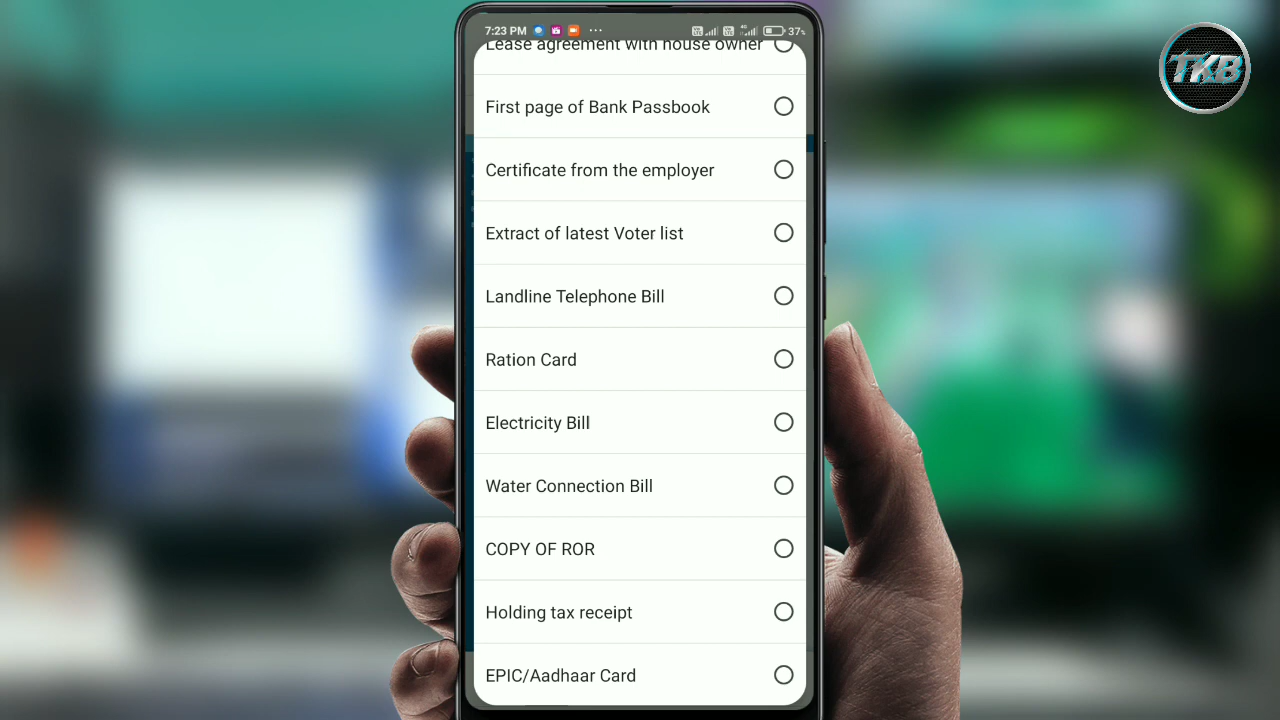 7:23 PM
4G
37%
Lease agreement with house owner
First page of Bank Passbook
Certificate from the employer
Extract of latest Voter list
Landline Telephone Bill
Ration Card
Electricity Bill
Water Connection Bill
COPY OF ROR
Holding tax receipt
EPIC/Aadhaar Card
TKB